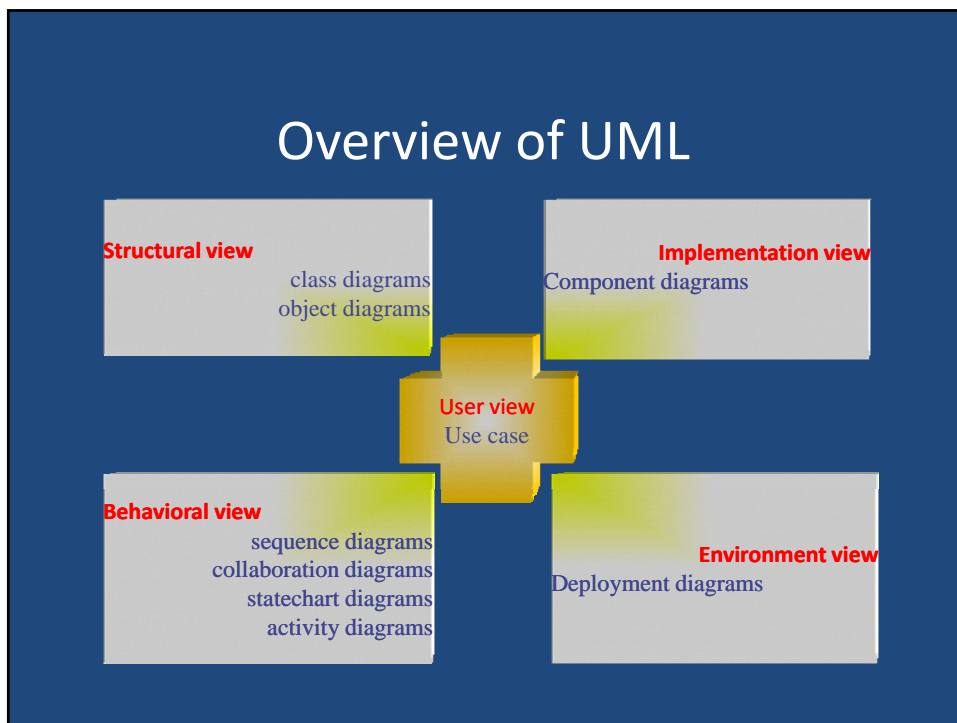 Overview of UML
Structural view
class diagrams
object diagrams
Implementation view
Component diagrams
User view
Use case
Behavioral view
sequence diagrams
collaboration diagrams
statechart diagrams
activity diagrams
Environment view
Deployment diagrams